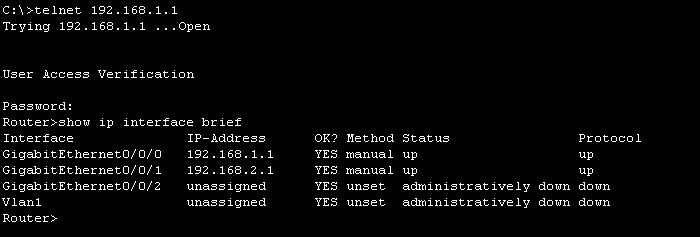 C:\>telnet 192.168.1.1
Trying 192.168.1.1 ...Open
User Access Verification
Password:
Router>show ip interface brief
Interface              IP-Address      OK? Method Status                Protocol
GigabitEthernet0/0/0   192.168.1.1     YES manual up                    up
GigabitEthernet0/0/1   192.168.2.1     YES manual up                    up
GigabitEthernet0/0/2   unassigned      YES unset  administratively down down
Vlan1                  unassigned      YES unset  administratively down down
Router>